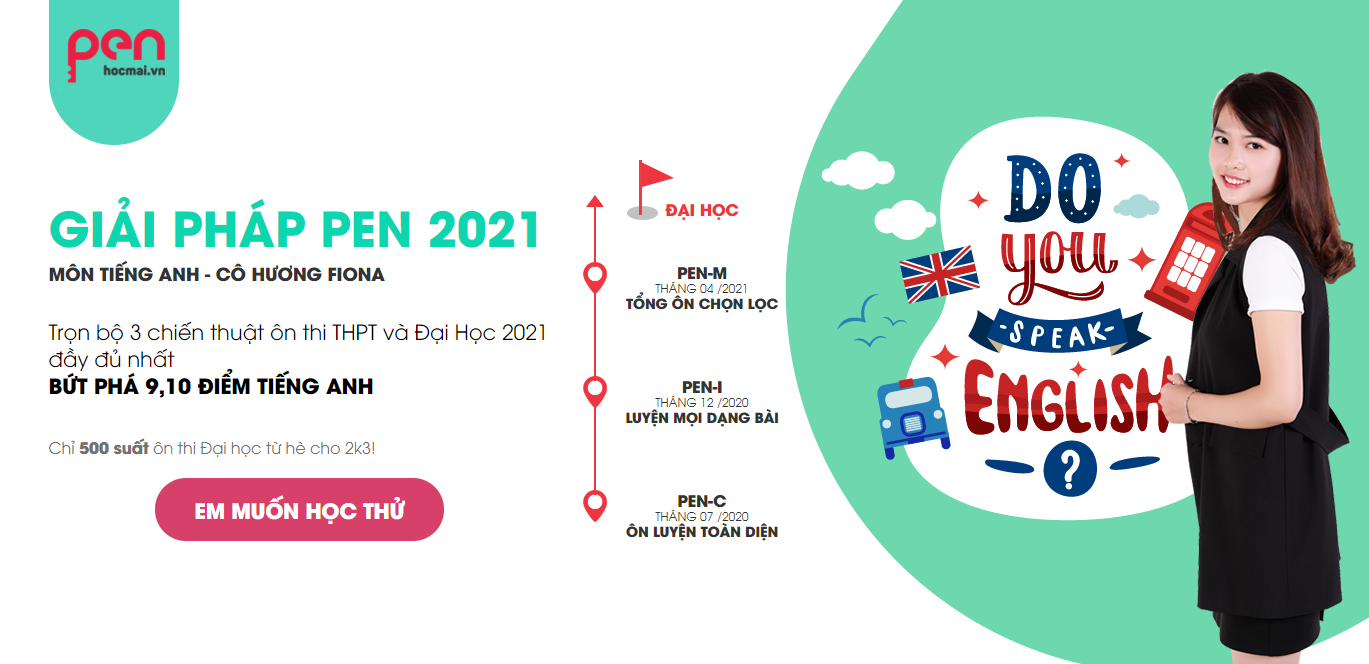 pen
hocmai.vn
GIẢI PHÁP PEN 2021
MÔN TIẾNG ANH - CÔ HƯƠNG FIONA
Trọn bộ 3 chiến thuật ôn thi THPT và Đại Học 2021
đầy đủ nhất
BỨT PHÁ 9,10 ĐIỂM TIẾNG ANH
Chỉ 500 suất ôn thi Đại học từ hè cho 2k3!
EM MUỐN HỌC THỬ
ĐẠI HỌC
PEN-M
THÁNG 04 /2021
TỔNG ÔN CHỌN LỌC
PEN-I
THÁNG 12 /2020
LUYỆN MỌI DẠNG BÀI
PEN-C
THÁNG 07 /2020
ÔN LUYỆN TOÀN DIỆN
DO
you
-SPEAK-
ENGLISH
?